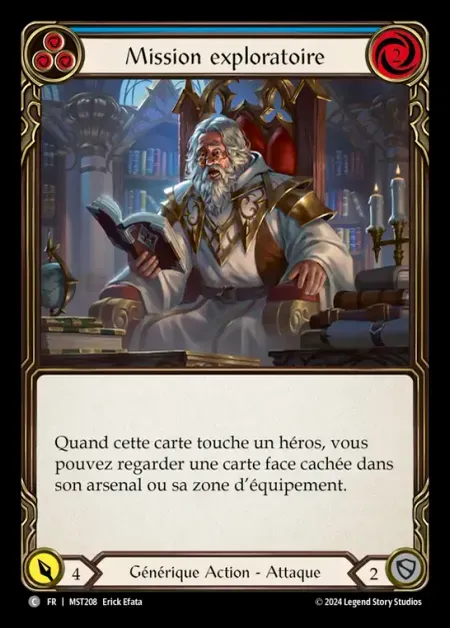 Mission exploratoire
2
Quand cette carte touche un héros, vous
pouvez regarder une carte face cachée dans
son arsenal ou sa zone d'équipement.
4
Générique Action - Attaque
2
C FR | MST208 Erick Efata
© 2024 Legend Story Studios